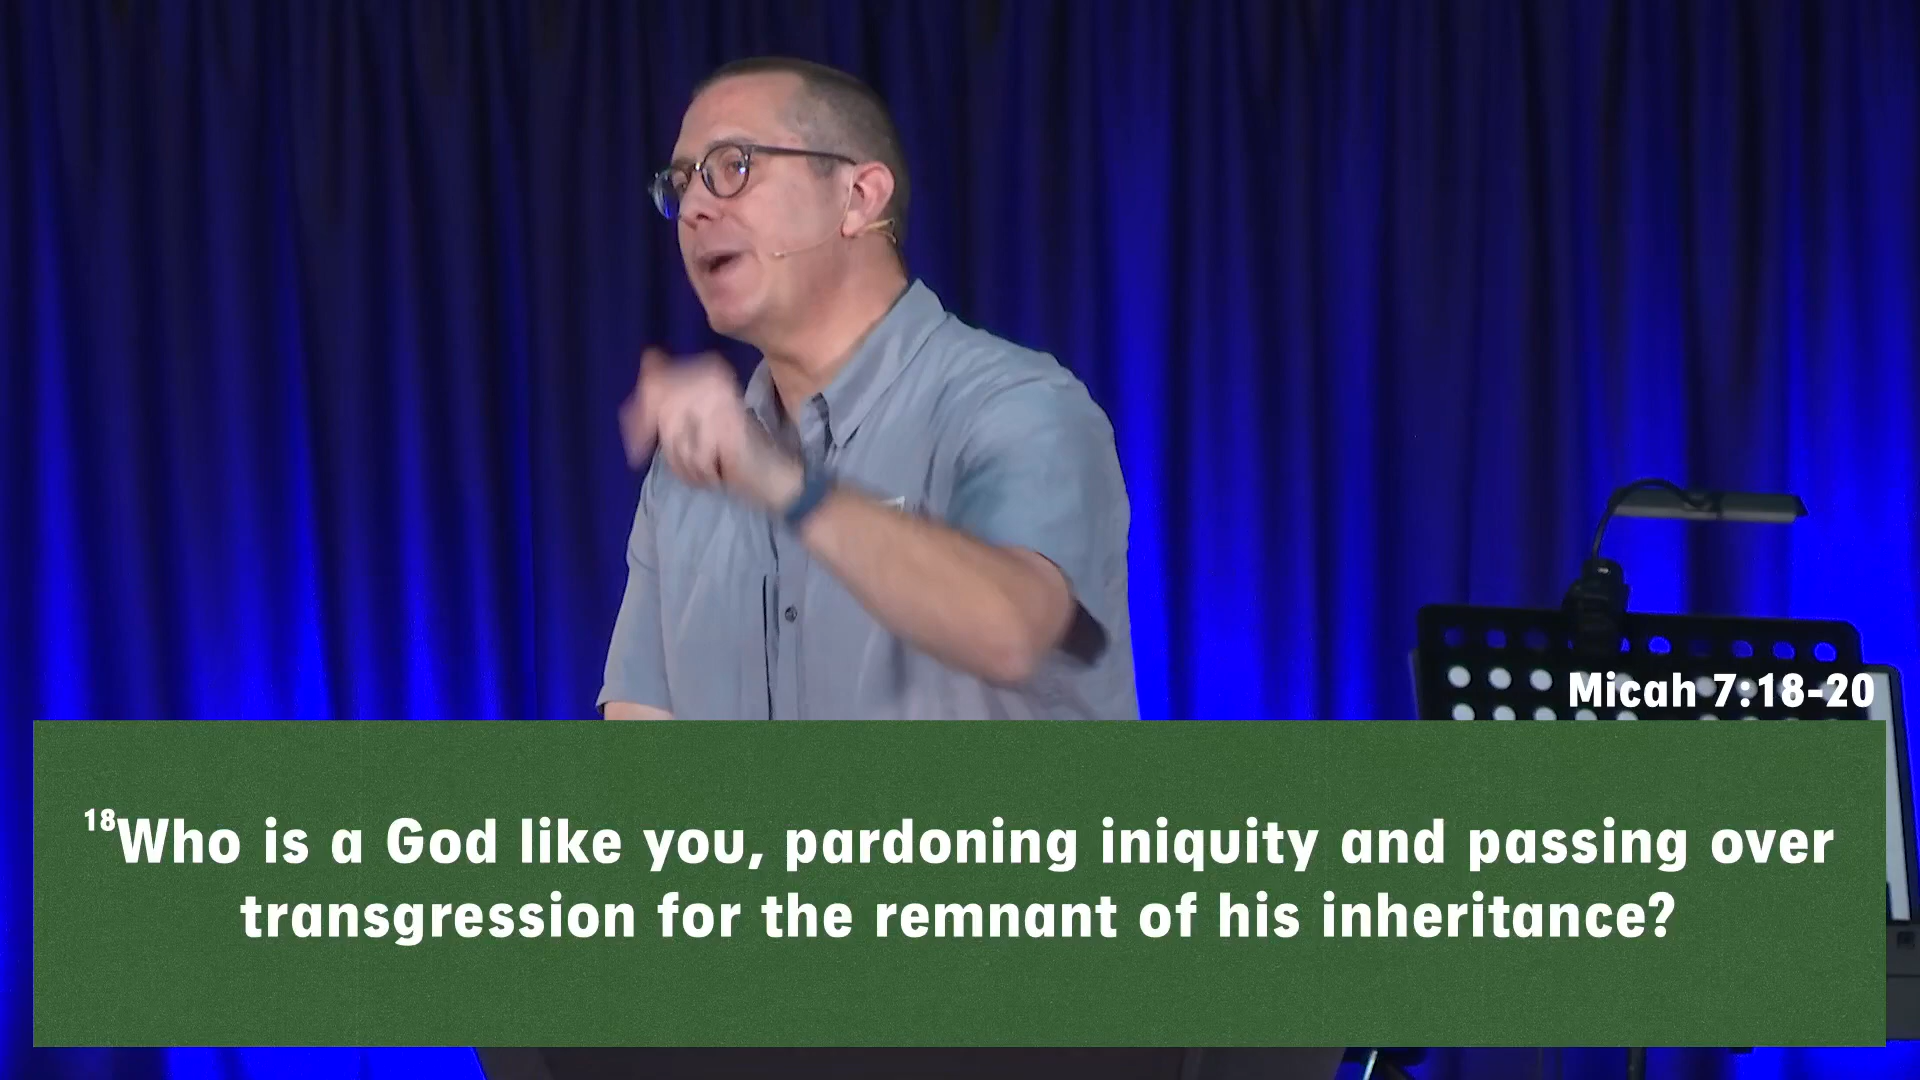 Micah 7:18-20
18Who is a God like you, pardoning iniquity and passing over
transgression for the remnant of his inheritance?